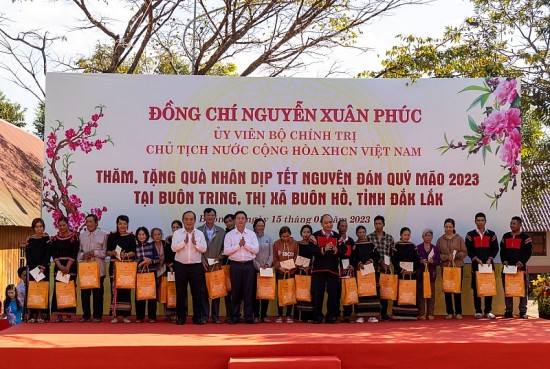 ĐỒNG CHÍ NGUYỄN XUÂN PHÚC
ỦY VIÊN BỘ CHÍNH TRỊ
CHỦ TỊCH NƯỚC CỘNG HÒA XHCN VIỆT NAM
THĂM, TẶNG QUÀ NHÂN DỊP TẾT NGUYÊN ĐÁN QUÝ MÃO 2023
TẠI BUÔN TRING, THỊ XÃ BUÔN HỒ, TỈNH ĐẮK LẮK
ngày 15 tháng 2023